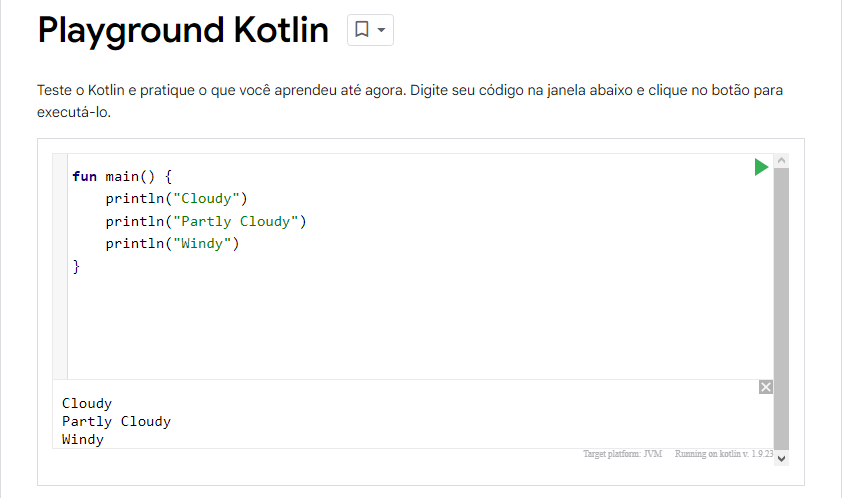 Playground Kotlin
Teste o Kotlin e pratique o que você aprendeu até agora. Digite seu código na janela abaixo e clique no botão para
executá-lo.
fun main() {
    println("Cloudy")
    println("Partly Cloudy")
    println("Windy")
}
Cloudy
Partly Cloudy
Windy
Target platform: JVM Running on kotlin v. 1.9.23